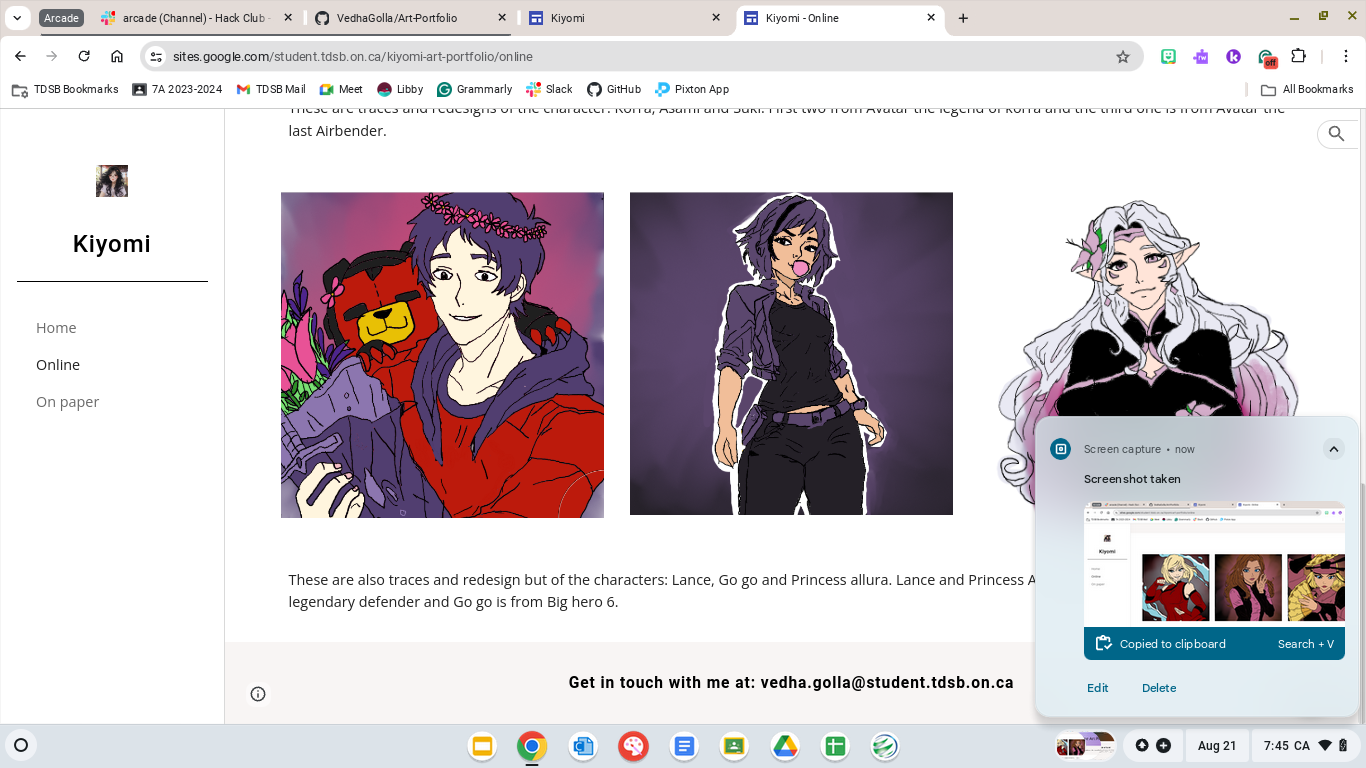 Arcade
arcade (Channel) - Hack Club -
VedhaGolla/Art-Portfolio
Kiyomi
Kiyomi - Online
sites.google.com/student.tdsb.on.ca/kiyomi-art-portfolio/online
off
TDSB Bookmarks
7A 2023-2024
TDSB Mail
Meet
Libby
Grammarly
Slack
GitHub
Pixton App
All Bookmarks
These are traces and redesigns of the character: Korra, Asami and Suki. First two from Avatar the legend of korra and the third one is from Avatar the
last Airbender.
Kiyomi
Home
Online
On paper
These are also traces and redesign but of the characters: Lance, Go go and Princess allura. Lance and Princess A
legendary defender and Go go is from Big hero 6.
Get in touch with me at: vedha.golla@student.tdsb.on.ca
Screen capture • now
Screenshot taken
Kiyomi
Copied to clipboard
Search + V
Edit
Delete
Aug 21
7:45 CA